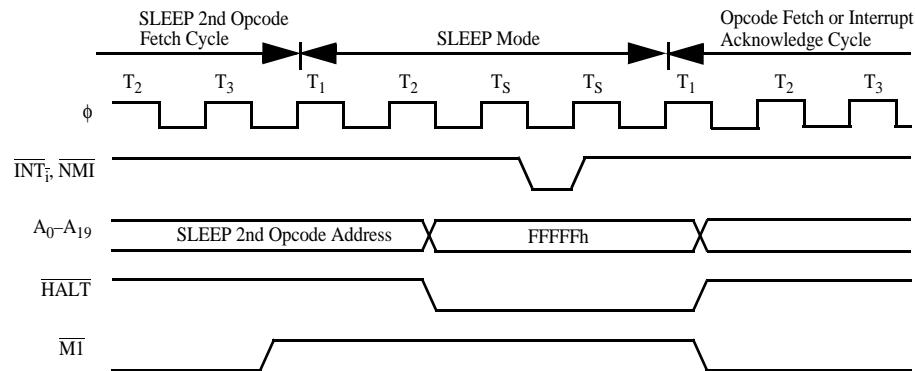 SLEEP 2nd Opcode
Fetch Cycle
SLEEP Mode
Opcode Fetch or Interrupt
Acknowledge Cycle
T2 T3 T1 T2 TS TS T1 T2 T3
ϕ
INTi, NMI
A0–A19
SLEEP 2nd Opcode Address
FFFFFh
HALT
M1